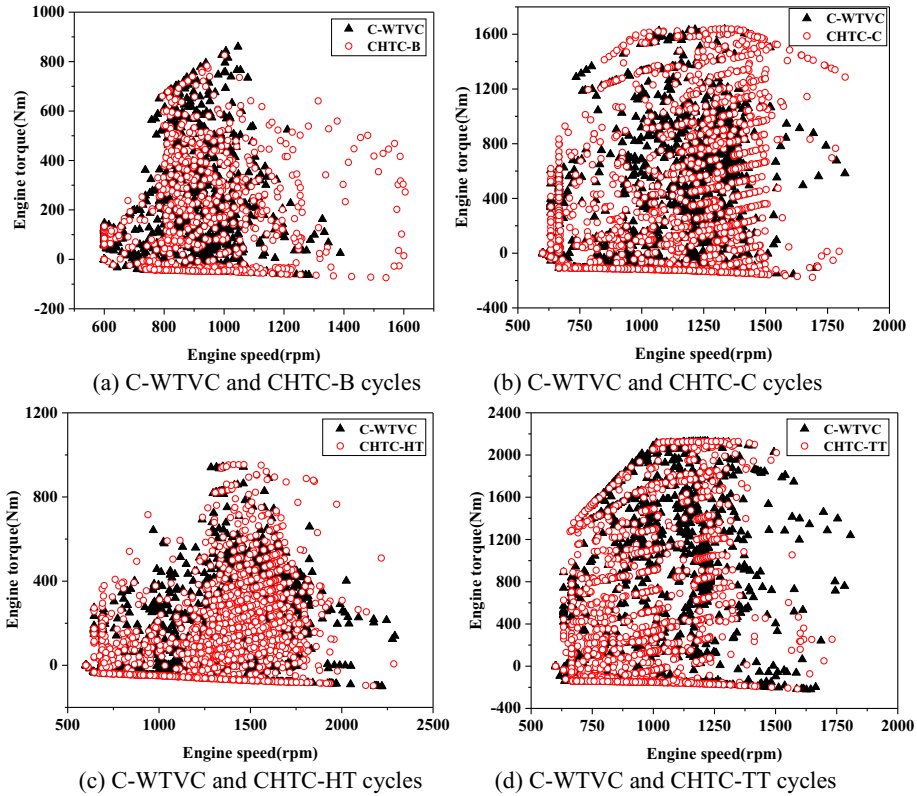 C-WTVC
CHTC-B
1000
800
600
400
200
0
-200
Engine torque(Nm)
600
800
1000
1200
1400
1600
Engine speed(rpm)
(a) C-WTVC and CHTC-B cycles
C-WTVC
CHTC-C
1600
1200
800
400
0
-400
Engine torque(Nm)
500
750
1000
1250
1500
1750
2000
Engine speed(rpm)
(b) C-WTVC and CHTC-C cycles
C-WTVC
CHTC-HT
1200
800
400
0
Engine torque(Nm)
500
1000
1500
2000
2500
Engine speed(rpm)
(c) C-WTVC and CHTC-HT cycles
C-WTVC
CHTC-TT
2400
2000
1600
1200
800
400
0
-400
Engine torque(Nm)
500
750
1000
1250
1500
1750
2000
Engine speed(rpm)
(d) C-WTVC and CHTC-TT cycles